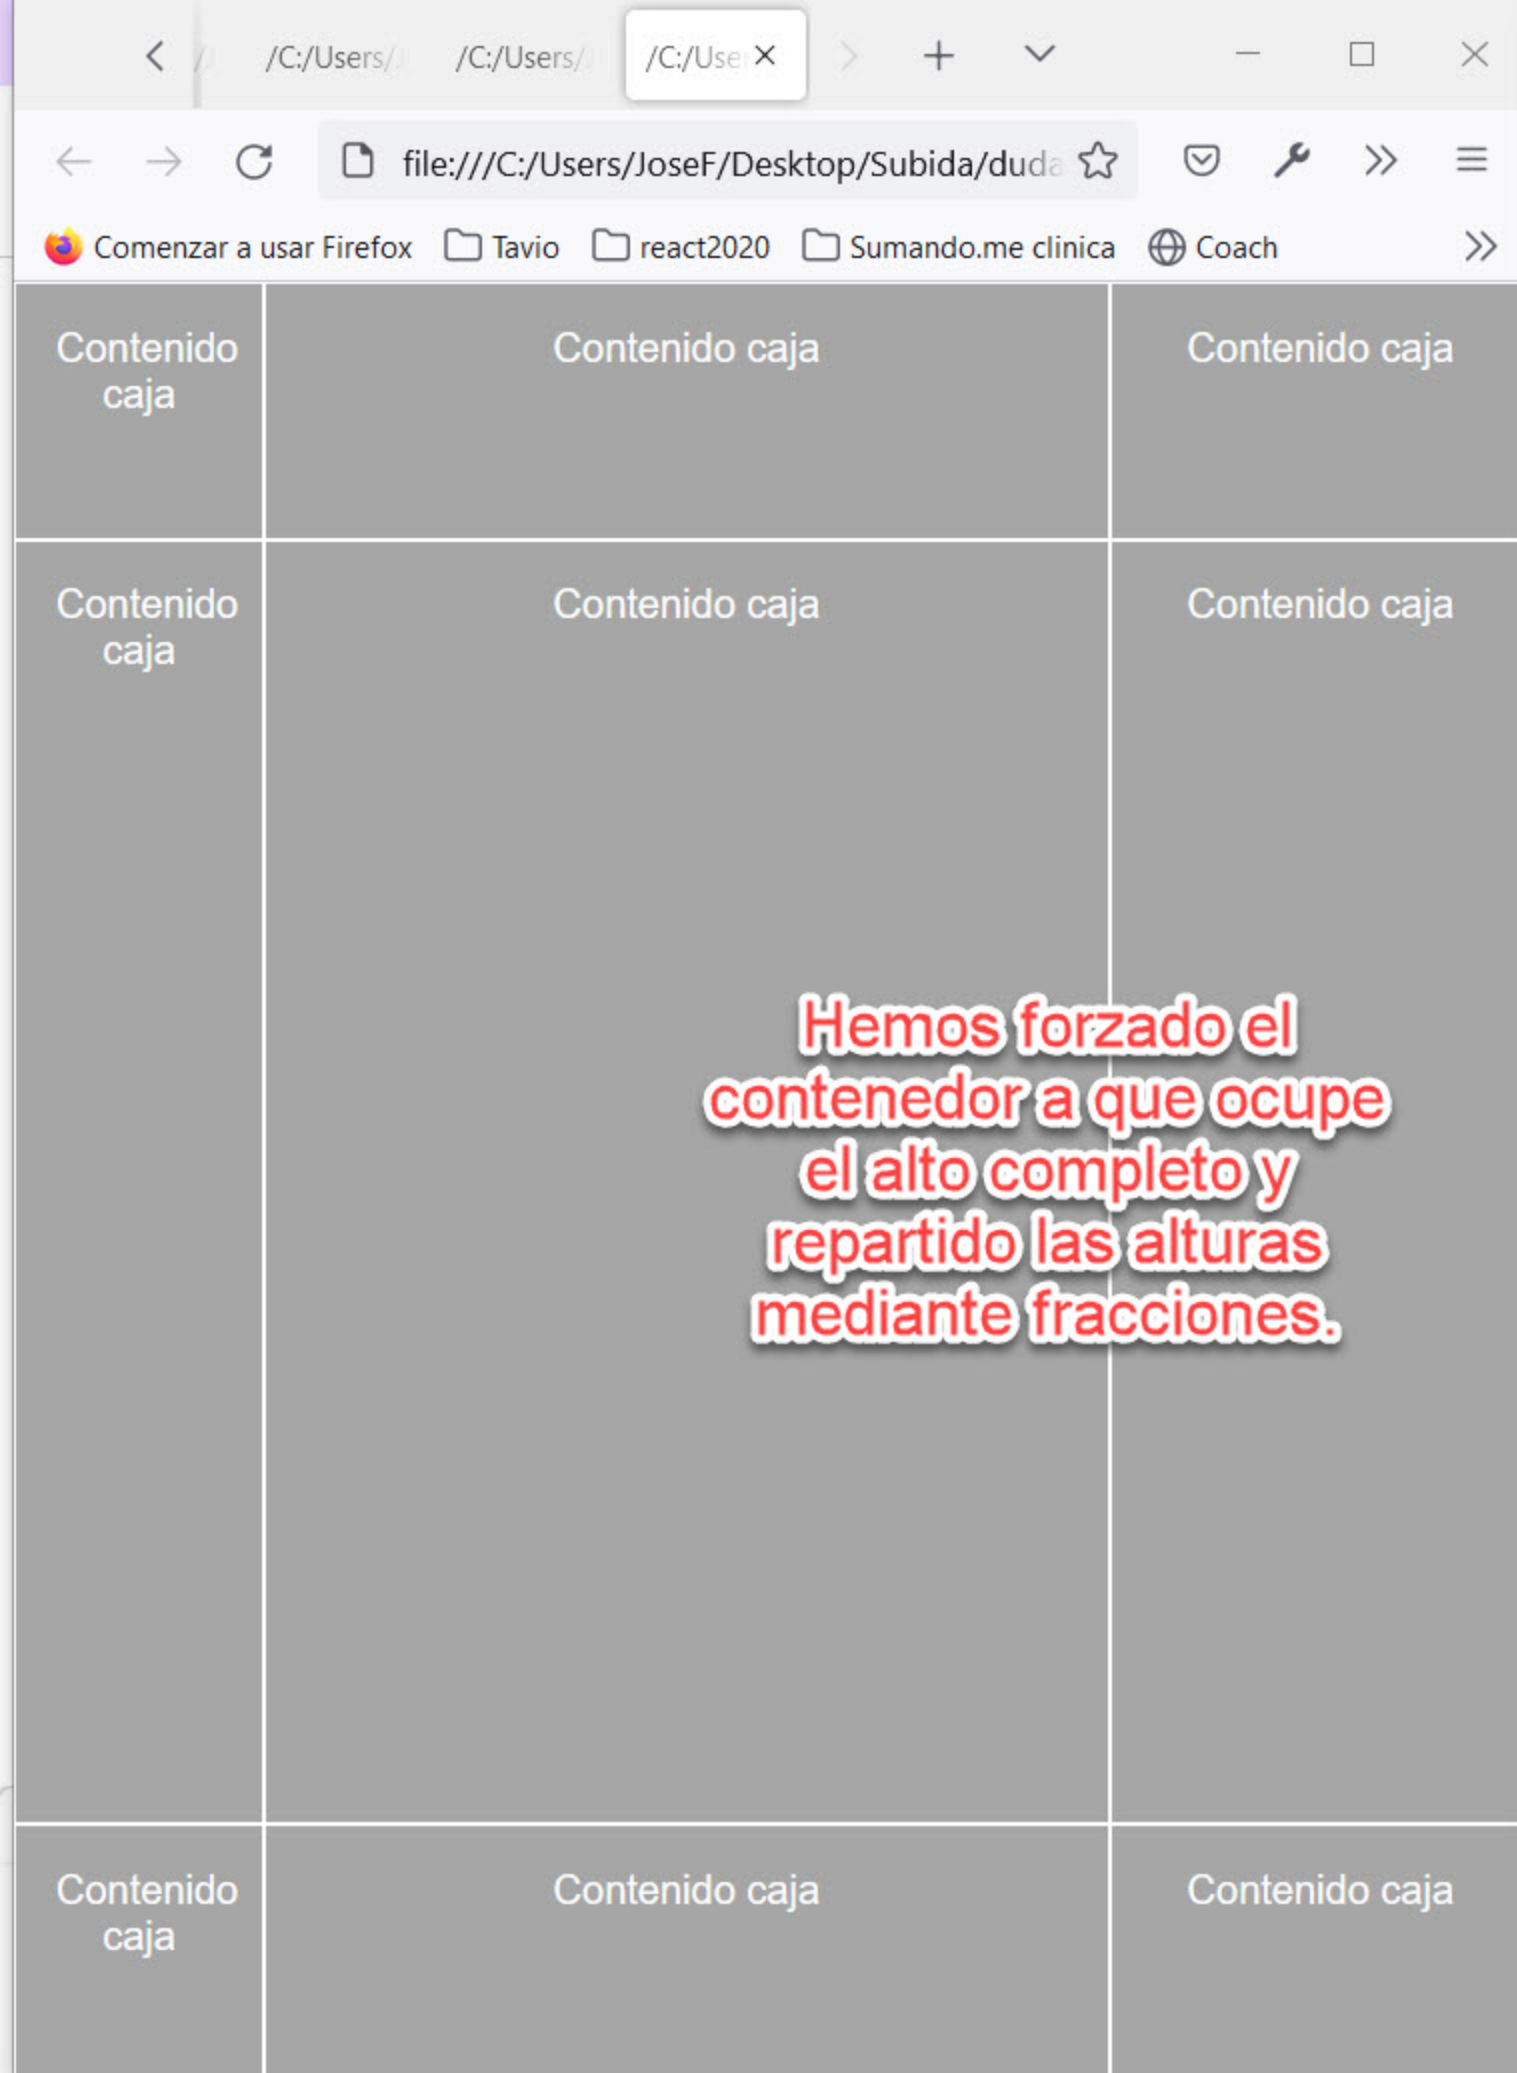 /C:/Users/ /C:/Users/ /C:/Use
file:///C:/Users/JoseF/Desktop/Subida/duda
Comenzar a usar Firefox Tavio react2020 Sumando.me clinica Coach
Contenido caja Contenido caja Contenido caja
Contenido caja Contenido caja Contenido caja
Hemos forzado el
contenedor a que ocupe
el alto completo y
repartido las alturas
mediante fracciones.
Contenido caja Contenido caja Contenido caja